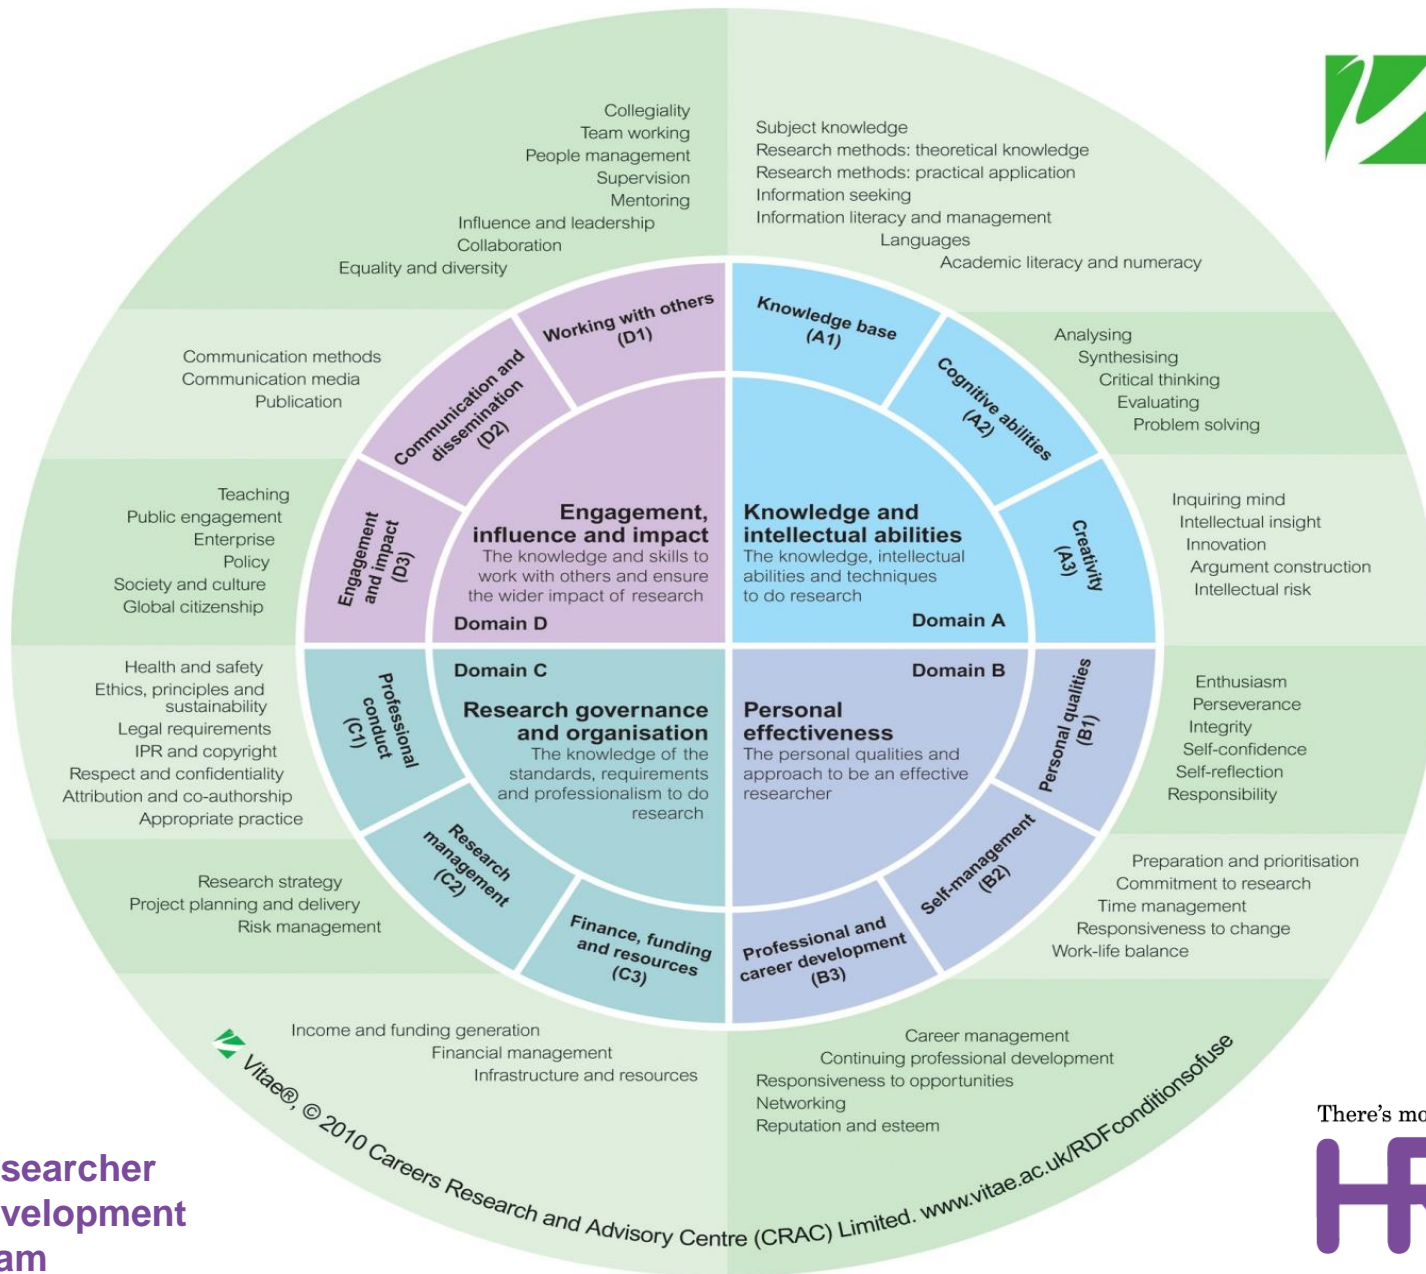 Collegiality
Team working
People management
Supervision
Mentoring
Influence and leadership
Collaboration
Equality and diversity
Subject knowledge
Research methods: theoretical knowledge
Research methods: practical application
Information seeking
Information literacy and management
Languages
Academic literacy and numeracy
Working with others
(D1)
Knowledge base
(A1)
Communication methods
Communication media
Publication
Communication and
dissemination
(D2)
Cognitive abilities
(A2)
Analysing
Synthesising
Critical thinking
Evaluating
Problem solving
Teaching
Public engagement
Enterprise
Policy
Society and culture
Global citizenship
Engagement
and impact
(D3)
Engagement,
influence and impact
The knowledge and skills to
work with others and ensure
the wider impact of research
Domain D
Knowledge and
intellectual abilities
The knowledge, intellectual
abilities and techniques
to do research
Domain A
Creativity
(A3)
Inquiring mind
Intellectual insight
Innovation
Argument construction
Intellectual risk
Health and safety
Ethics, principles and
sustainability
Legal requirements
IPR and copyright
Respect and confidentiality
Attribution and co-authorship
Appropriate practice
Professional
conduct
(C1)
Domain C
Research governance
and organisation
The knowledge of the
standards, requirements
and professionalism to do
research
Domain B
Personal
effectiveness
The personal qualities and
approach to be an effective
researcher
Personal qualities
(B1)
Enthusiasm
Perseverance
Integrity
Self-confidence
Self-reflection
Responsibility
Research strategy
Project planning and delivery
Risk management
Research
management
(C2)
Self-management
(B2)
Preparation and prioritisation
Commitment to research
Time management
Responsiveness to change
Work-life balance
Finance, funding
and resources
(C3)
Professional and
career development
(B3)
Income and funding generation
Financial management
Infrastructure and resources
Career management
Continuing professional development
Responsiveness to opportunities
Networking
Reputation and esteem
Vitae®, © 2010 Careers Research and Advisory Centre (CRAC) Limited. www.vitae.ac.uk/RDFconditionsofuse
searcher
velopment
am
There's mo
HR